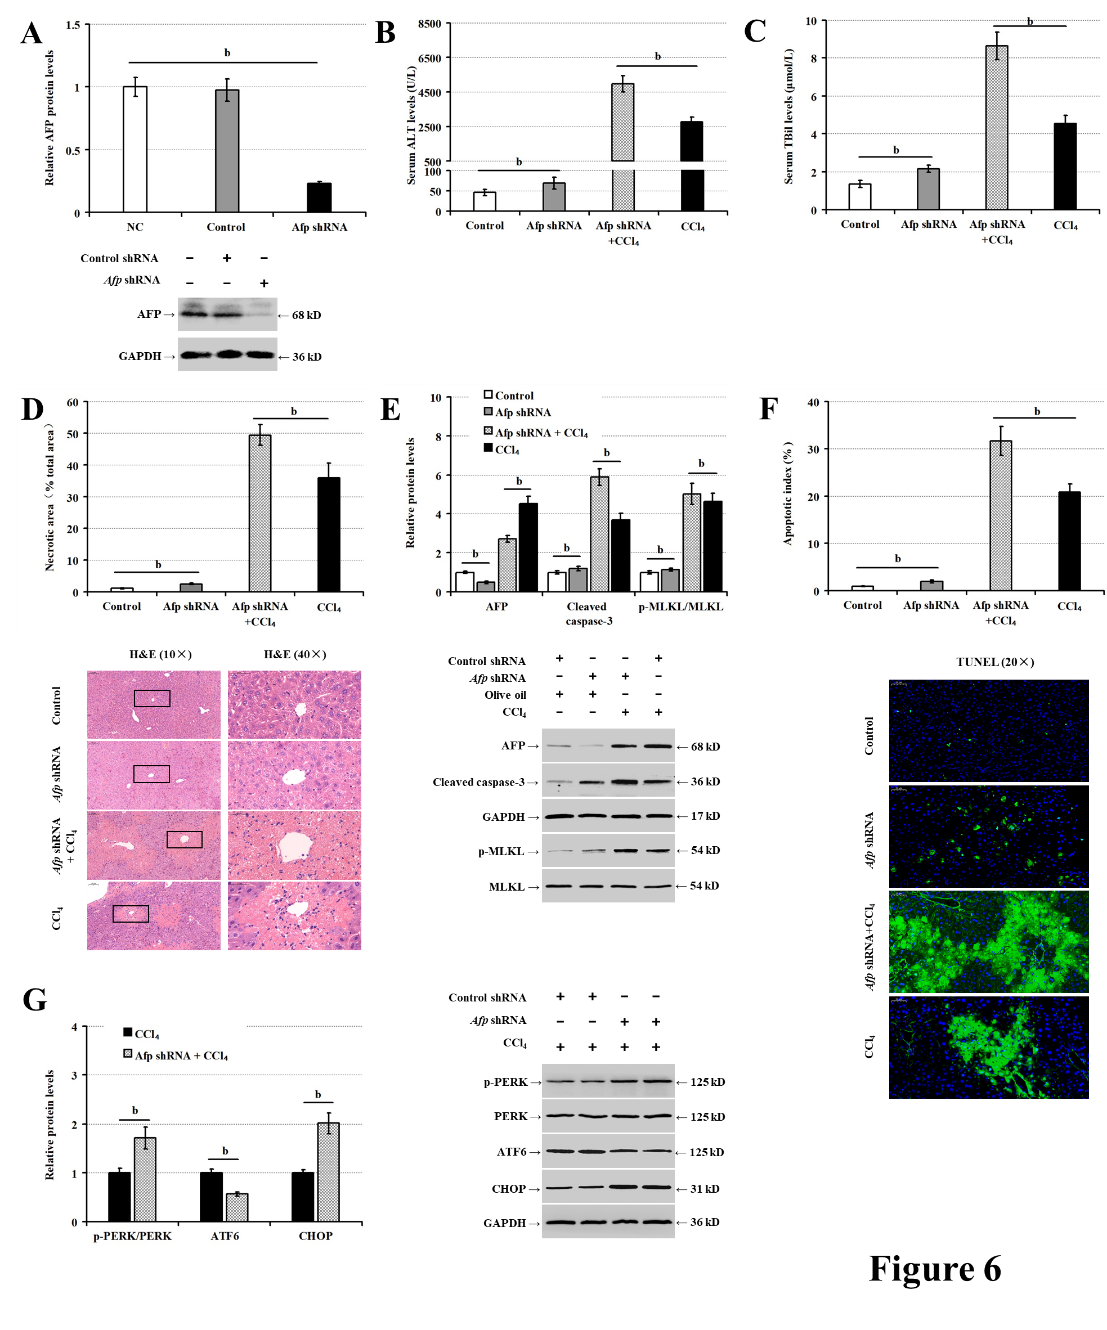 A
Relative AFP protein levels
1.5
1
0.5
0
b
NC Control Afp shRNA
Control shRNA − + −
Afp shRNA − − +
AFP → ← 68 kD
GAPDH → ← 36 kD
B
Serum ALT levels (U/L)
8500
6500
4500
2500
500
100
50
0
b
b
Control Afp shRNA Afp shRNA +CCl₄ CCl₄
C
Serum TBil levels (μmol/L)
10
8
6
4
2
0
b
b
Control Afp shRNA Afp shRNA +CCl₄ CCl₄
D
Necrotic area (% total area)
60
50
40
30
20
10
0
b
b
Control Afp shRNA Afp shRNA +CCl₄ CCl₄
H&E (10×) H&E (40×)
Control
Afp shRNA
Afp shRNA + CCl₄
CCl₄
E
Relative protein levels
10
8
6
4
2
0
Control
Afp shRNA
Afp shRNA + CCl₄
CCl₄
b b b b b b
AFP Cleaved caspase-3 p-MLKL/MLKL
Control shRNA + − − +
Afp shRNA − + + −
Olive oil + + − −
CCl₄ − − + +
AFP → ← 68 kD
Cleaved caspase-3 → ← 36 kD
GAPDH → ← 17 kD
p-MLKL → ← 54 kD
MLKL → ← 54 kD
F
Apoptotic index (%)
40
30
20
10
0
b
b
Control Afp shRNA Afp shRNA +CCl₄ CCl₄
TUNEL (20×)
Control
Afp shRNA
Afp shRNA+CCl₄
CCl₄
G
Relative protein levels
4
3
2
1
0
CCl₄
Afp shRNA + CCl₄
b b b
p-PERK/PERK ATF6 CHOP
Control shRNA + + − −
Afp shRNA − − + +
CCl₄ + + + +
p-PERK → ← 125 kD
PERK → ← 125 kD
ATF6 → ← 125 kD
CHOP → ← 31 kD
GAPDH → ← 36 kD
Figure 6